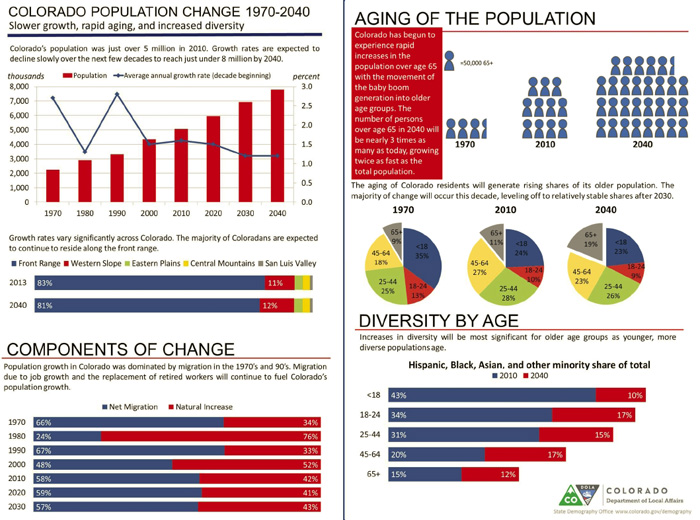 COLORADO POPULATION CHANGE 1970-2040
Slower growth, rapid aging, and increased diversity
Colorado's population was just over 5 million in 2010. Growth rates are expected to
decline slowly over the next few decades to reach just under 8 million by 2040.
thousands
Population
Average annual growth rate (decade beginning)
percent
8,000
7,000
6,000
5,000
4,000
3,000
2,000
1,000
0
3.0
2.5
2.0
1.5
1.0
0.5
0.0
1970 1980 1990 2000 2010 2020 2030 2040
Growth rates vary significantly across Colorado. The majority of Coloradans are expected
to continue to reside along the front range.
Front Range Western Slope Eastern Plains Central Mountains San Luis Valley
2013 83% 11%
2040 81% 12%
COMPONENTS OF CHANGE
Population growth in Colorado was dominated by migration in the 1970's and 90's. Migration
due to job growth and the replacement of retired workers will continue to fuel Colorado's
population growth.
Net Migration Natural Increase
1970 66% 34%
1980 24% 76%
1990 67% 33%
2000 48% 52%
2010 58% 42%
2020 59% 41%
2030 57% 43%
AGING OF THE POPULATION
Colorado has begun to
experience rapid
increases in the
population over age 65
with the movement of
the baby boom
generation into older
age groups. The
number of persons
over age 65 in 2040 will
be nearly 3 times as
many as today, growing
twice as fast as the
total population.
=50,000 65+
1970 2010 2040
The aging of Colorado residents will generate rising shares of its older population. The
majority of change will occur this decade, leveling off to relatively stable shares after 2030.
1970
65+
9%
<18
35%
45-64
18%
25-44
25%
18-24
13%
2010
65+
11%
<18
24%
45-64
27%
18-24
10%
25-44
28%
2040
65+
19%
<18
23%
45-64
23%
18-24
9%
25-44
26%
DIVERSITY BY AGE
Increases in diversity will be most significant for older age groups as younger, more
diverse populations age.
Hispanic, Black, Asian, and other minority share of total
2010 2040
<18 43% 10%
18-24 34% 17%
25-44 31% 15%
45-64 20% 17%
65+ 15% 12%
CO
DOLA
COLORADO
Department of Local Affairs
State Demography Office www.colorado.gov/demography